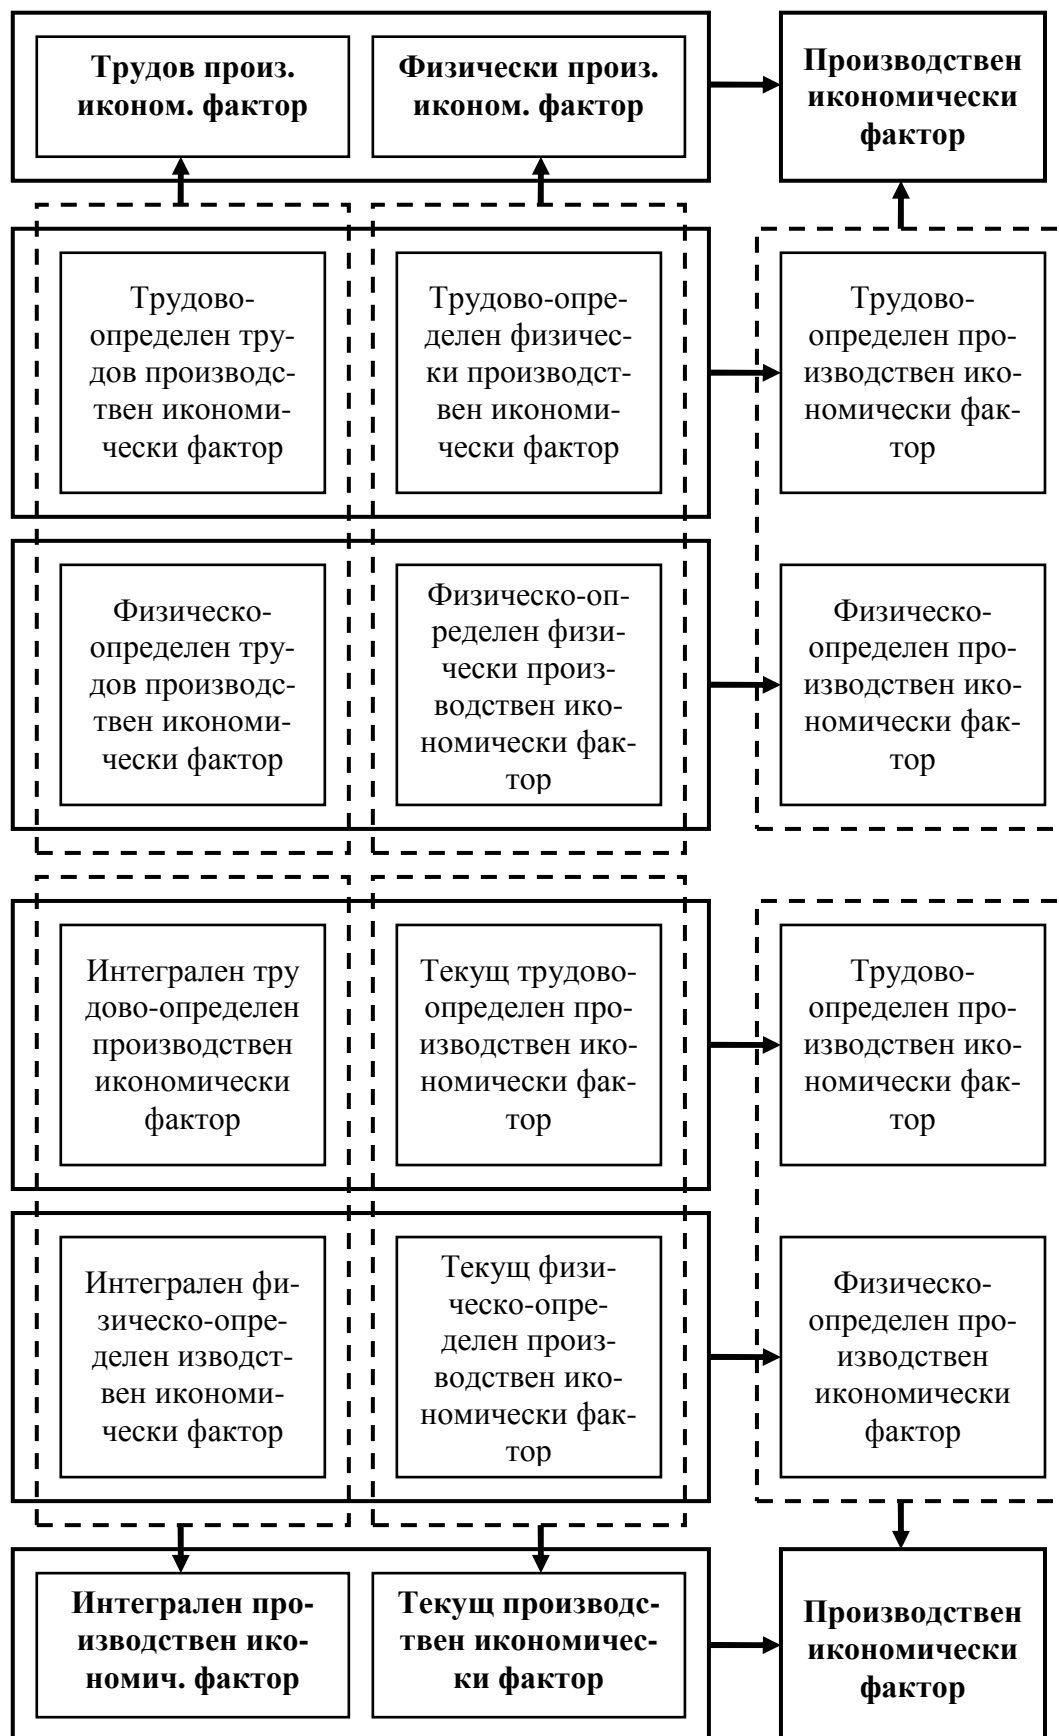 Трудов произ.
иконом. фактор
Физически произ.
иконом. фактор
Производствен
икономически
фактор
Трудово-
определен тру-
дов производс-
твен икономи-
чески фактор
Трудово-опре-
делен физичес-
ки производст-
вен икономи-
чески фактор
Трудово-
определен про-
изводствен ико-
номически фак-
тор
Физическо-
определен тру-
дов производс-
твен икономи-
чески фактор
Физическо-оп-
ределен физи-
чески произ-
водствен ико-
номически фак-
тор
Физическо-
определен про-
изводствен ико-
номически фак-
тор
Интегрален тру
дово-определен
производствен
икономически
фактор
Текущ трудово-
определен про-
изводствен ико-
номически фак-
тор
Трудово-
определен про-
изводствен ико-
номически фак-
тор
Интегрален фи-
зическо-опре-
делен изводст-
вен икономи-
чески фактор
Текущ физи-
ческо-опре-
делен произ-
водствен ико-
номически фак-
тор
Физическо-
определен про-
изводствен
икономически
фактор
Интегрален про-
изводствен ико-
номич. фактор
Текущ производс-
твен икономичес-
ки фактор
Производствен
икономически
фактор